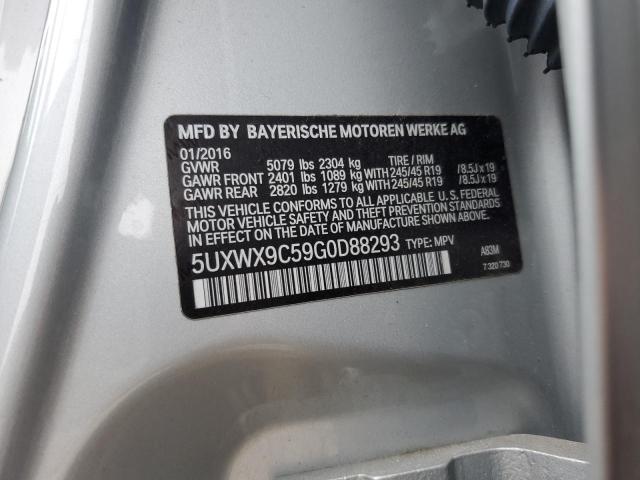 MFD BY BAYERISCHE MOTOREN WERKE AG
01/2016
GVWR 5079 lbs 2304 kg TIRE / RIM
GAWR FRONT 2401 lbs 1089 kg WITH 245/45 R19 /8.5J x 19
GAWR REAR 2820 lbs 1279 kg WITH 245/45 R19 /8.5J x 19
THIS VEHICLE CONFORMS TO ALL APPLICABLE U. S. FEDERAL
MOTOR VEHICLE SAFETY AND THEFT PREVENTION STANDARDS
IN EFFECT ON THE DATE OF MANUFACTURE SHOWN ABOVE.
5UXWX9C59G0D88293 TYPE: MPV
A83M
7 320 730